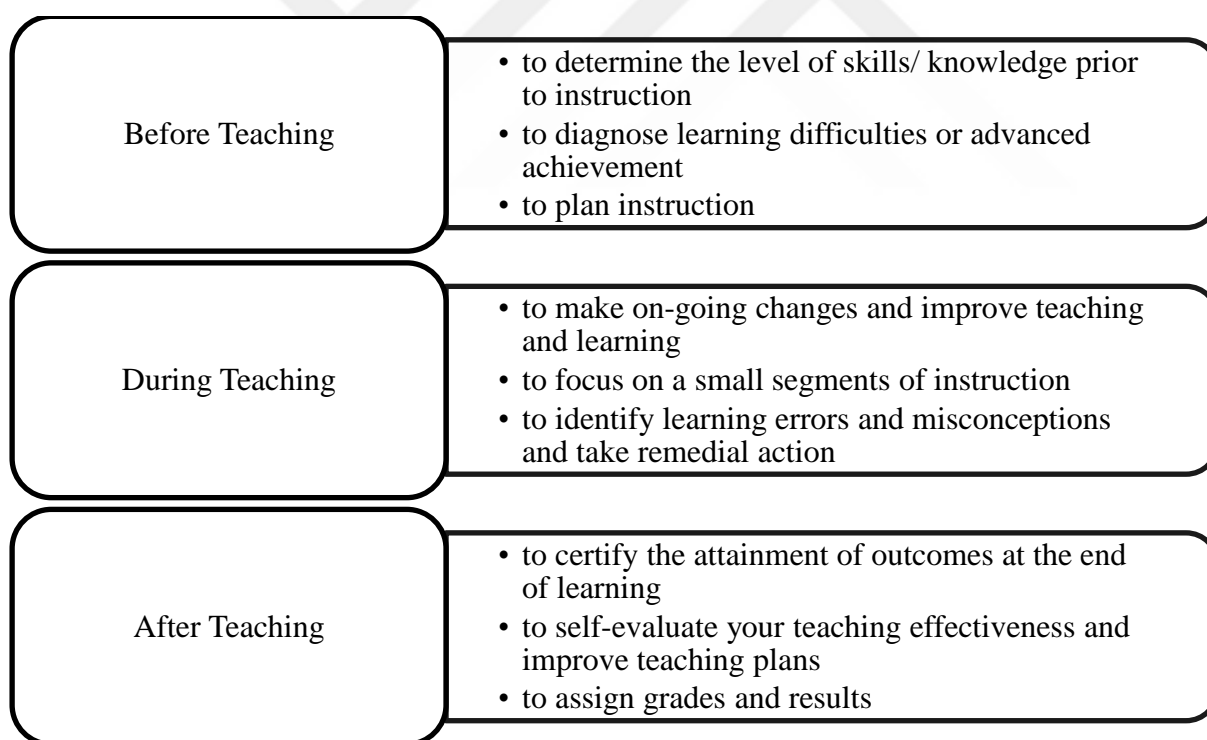 Before Teaching
• to determine the level of skills/ knowledge prior
to instruction
• to diagnose learning difficulties or advanced
achievement
• to plan instruction
During Teaching
• to make on-going changes and improve teaching
and learning
• to focus on a small segments of instruction
• to identify learning errors and misconceptions
and take remedial action
After Teaching
• to certify the attainment of outcomes at the end
of learning
• to self-evaluate your teaching effectiveness and
improve teaching plans
• to assign grades and results